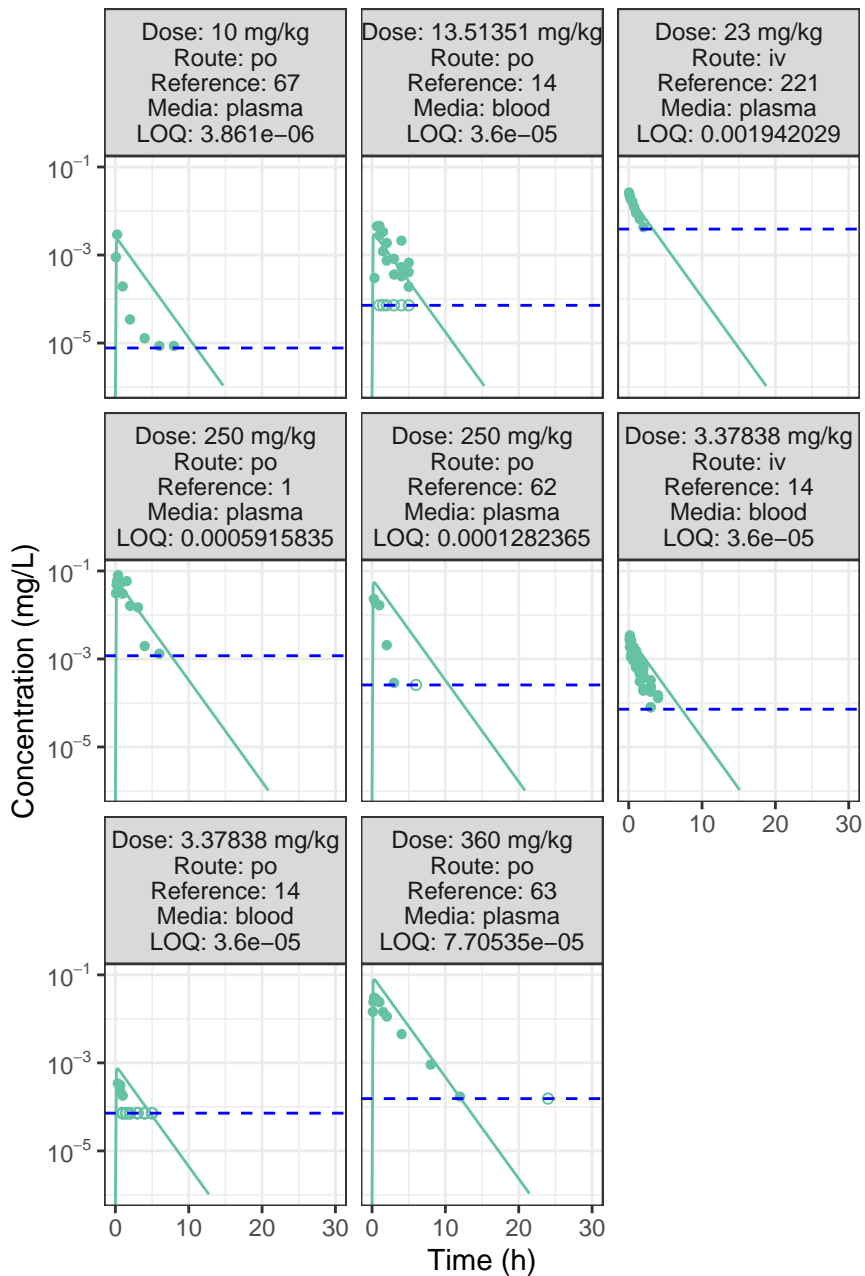 Dose: 10 mg/kg
Route: po
Reference: 67
Media: plasma
LOQ: 3.861e−06
Dose: 13.51351 mg/kg
Route: po
Reference: 14
Media: blood
LOQ: 3.6e−05
Dose: 23 mg/kg
Route: iv
Reference: 221
Media: plasma
LOQ: 0.001942029
10⁻¹
10⁻³
10⁻⁵
Dose: 250 mg/kg
Route: po
Reference: 1
Media: plasma
LOQ: 0.0005915835
Dose: 250 mg/kg
Route: po
Reference: 62
Media: plasma
LOQ: 0.0001282365
Dose: 3.37838 mg/kg
Route: iv
Reference: 14
Media: blood
LOQ: 3.6e−05
10⁻¹
10⁻³
10⁻⁵
0 10 20 30
Dose: 3.37838 mg/kg
Route: po
Reference: 14
Media: blood
LOQ: 3.6e−05
Dose: 360 mg/kg
Route: po
Reference: 63
Media: plasma
LOQ: 7.70535e−05
10⁻¹
10⁻³
10⁻⁵
0 10 20 30
0 10 20 30
Concentration (mg/L)
Time (h)